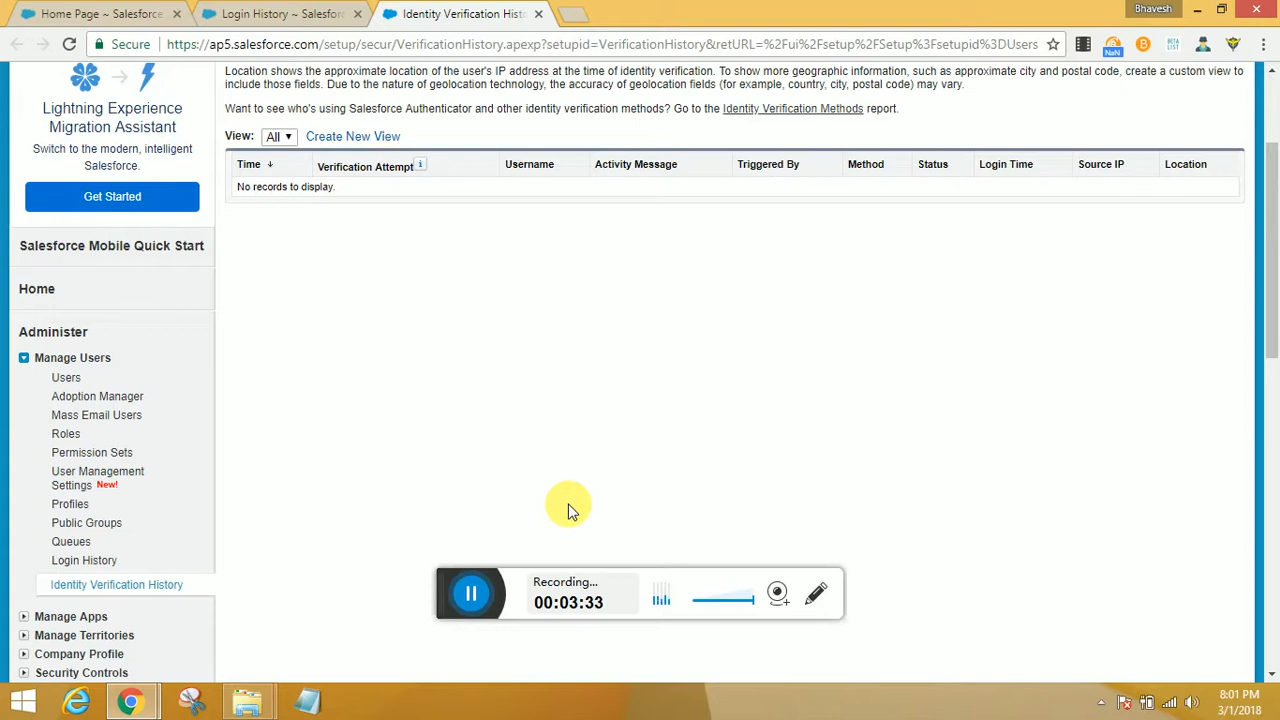 Home Page ~ Salesforce
Login History ~ Salesfor
Identity Verification Hist
Bhavesh
Secure
https://ap5.salesforce.com/setup/secur/VerificationHistory.apexp?setupid=VerificationHistory&retURL=%2Fui%2Fsetup%2FSetup%3Fsetupid%3DUsers
NaN
BETA
LIST
Lightning Experience
Migration Assistant
Switch to the modern, intelligent
Salesforce.
Get Started
Salesforce Mobile Quick Start
Home
Administer
Manage Users
Users
Adoption Manager
Mass Email Users
Roles
Permission Sets
User Management
Settings New!
Profiles
Public Groups
Queues
Login History
Identity Verification History
Manage Apps
Manage Territories
Company Profile
Security Controls
Location shows the approximate location of the user's IP address at the time of identity verification. To show more geographic information, such as approximate city and postal code, create a custom view to
include those fields. Due to the nature of geolocation technology, the accuracy of geolocation fields (for example, country, city, postal code) may vary.
Want to see who's using Salesforce Authenticator and other identity verification methods? Go to the Identity Verification Methods report.
View: All Create New View
Time Verification Attempt i Username Activity Message Triggered By Method Status Login Time Source IP Location
No records to display.
Recording...
00:03:33
8:01 PM
3/1/2018